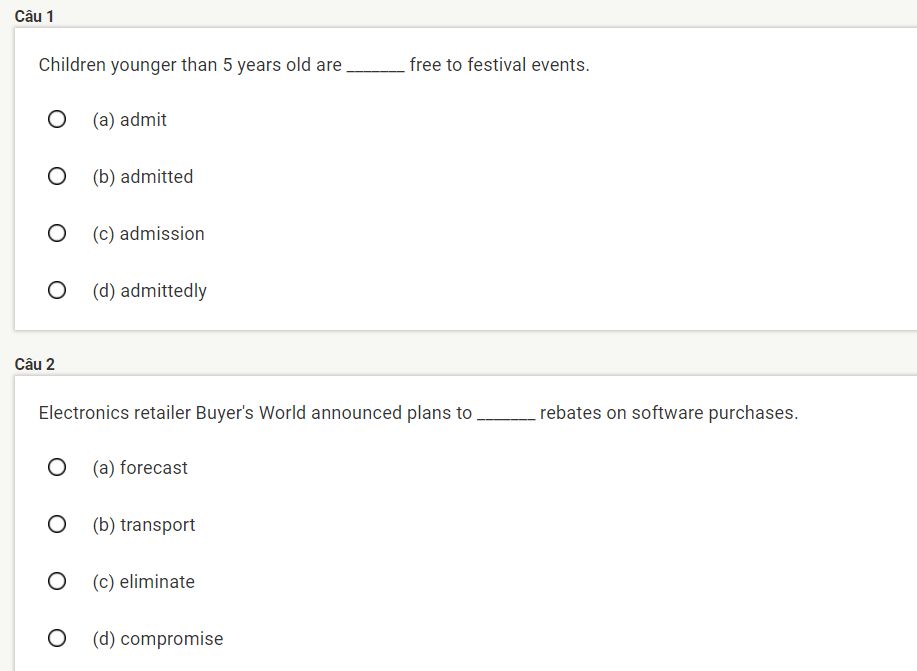 Câu 1
Children younger than 5 years old are _______ free to festival events.
(a) admit
(b) admitted
(c) admission
(d) admittedly
Câu 2
Electronics retailer Buyer's World announced plans to _______ rebates on software purchases.
(a) forecast
(b) transport
(c) eliminate
(d) compromise